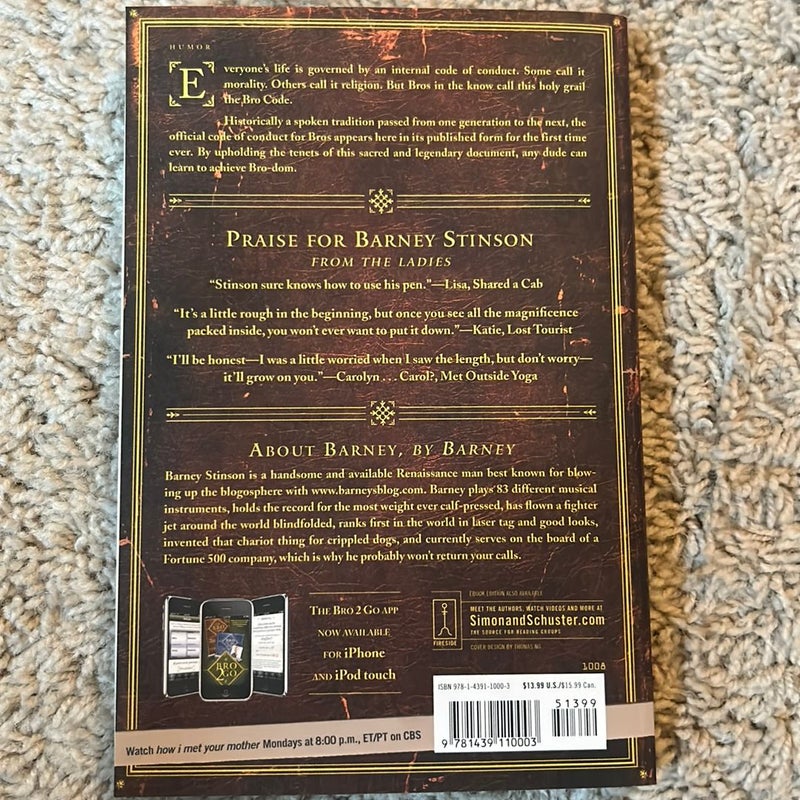 HUMOR
Everyone's life is governed by an internal code of conduct. Some call it
morality. Others call it religion. But Bros in the know call this holy grail
the Bro Code.
Historically a spoken tradition passed from one generation to the next, the
official code of conduct for Bros appears here in its published form for the first time
ever. By upholding the tenets of this sacred and legendary document, any dude can
learn to achieve Bro-dom.
PRAISE FOR BARNEY STINSON
FROM THE LADIES
“Stinson sure knows how to use his pen.”—Lisa, Shared a Cab
“It's a little rough in the beginning, but once you see all the magnificence
packed inside, you won't ever want to put it down.”—Katie, Lost Tourist
“I'll be honest—I was a little worried when I saw the length, but don't worry—
it'll grow on you.”—Carolyn . . . Carol?, Met Outside Yoga
ABOUT BARNEY, BY BARNEY
Barney Stinson is a handsome and available Renaissance man best known for blow-
ing up the blogosphere with www.barneysblog.com. Barney plays 83 different musical
instruments, holds the record for the most weight ever calf-pressed, has flown a fighter
jet around the world blindfolded, ranks first in the world in laser tag and good looks,
invented that chariot thing for crippled dogs, and currently serves on the board of a
Fortune 500 company, which is why he probably won't return your calls.
BRO
2
GO
THE BRO 2 GO APP
NOW AVAILABLE
FOR iPHONE
AND iPOD TOUCH
FIRESIDE
EBOOK EDITION ALSO AVAILABLE
MEET THE AUTHORS, WATCH VIDEOS AND MORE AT
SimonandSchuster.com
THE SOURCE FOR READING GROUPS
COVER DESIGN BY THOMAS NG
1008
ISBN 978-1-4391-1000-3 $13.99 U.S./$15.99 Can.
51399
9 781439 110003
Watch how i met your mother Mondays at 8:00 p.m., ET/PT on CBS